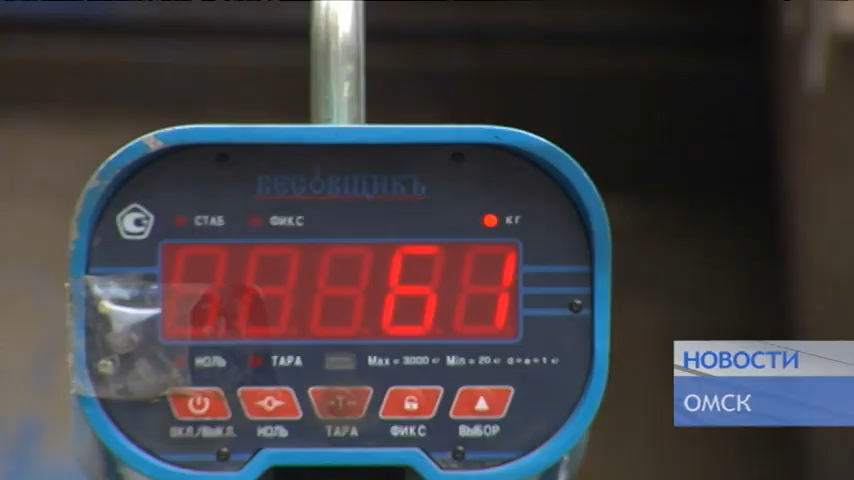 ВЕСОВЩИКЪ
СТАБ ФИКС КГ
61
НОЛЬ ТАРА Max = 3000 кг Min = 20 кг d=e=1 кг
ВКЛ/ВЫКЛ НОЛЬ ТАРА ФИКС ВЫБОР
НОВОСТИ
ОМСК